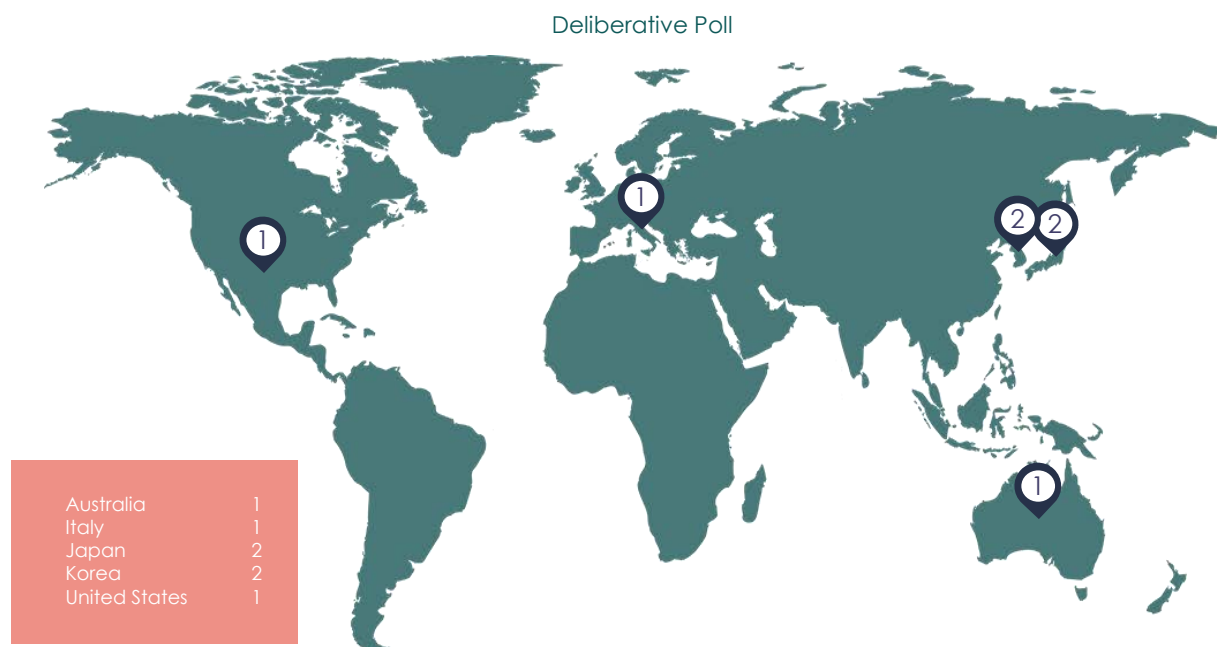 Deliberative Poll
1
1
2
2
1
Australia 1
Italy 1
Japan 2
Korea 2
United States 1